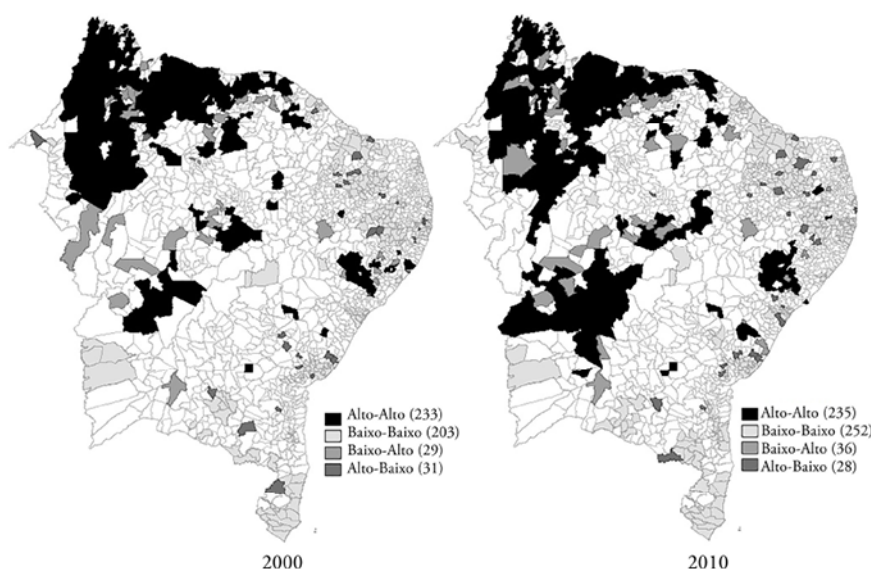 Alto-Alto (233)
Baixo-Baixo (203)
Baixo-Alto (29)
Alto-Baixo (31)
2000
Alto-Alto (235)
Baixo-Baixo (252)
Baixo-Alto (36)
Alto-Baixo (28)
2010